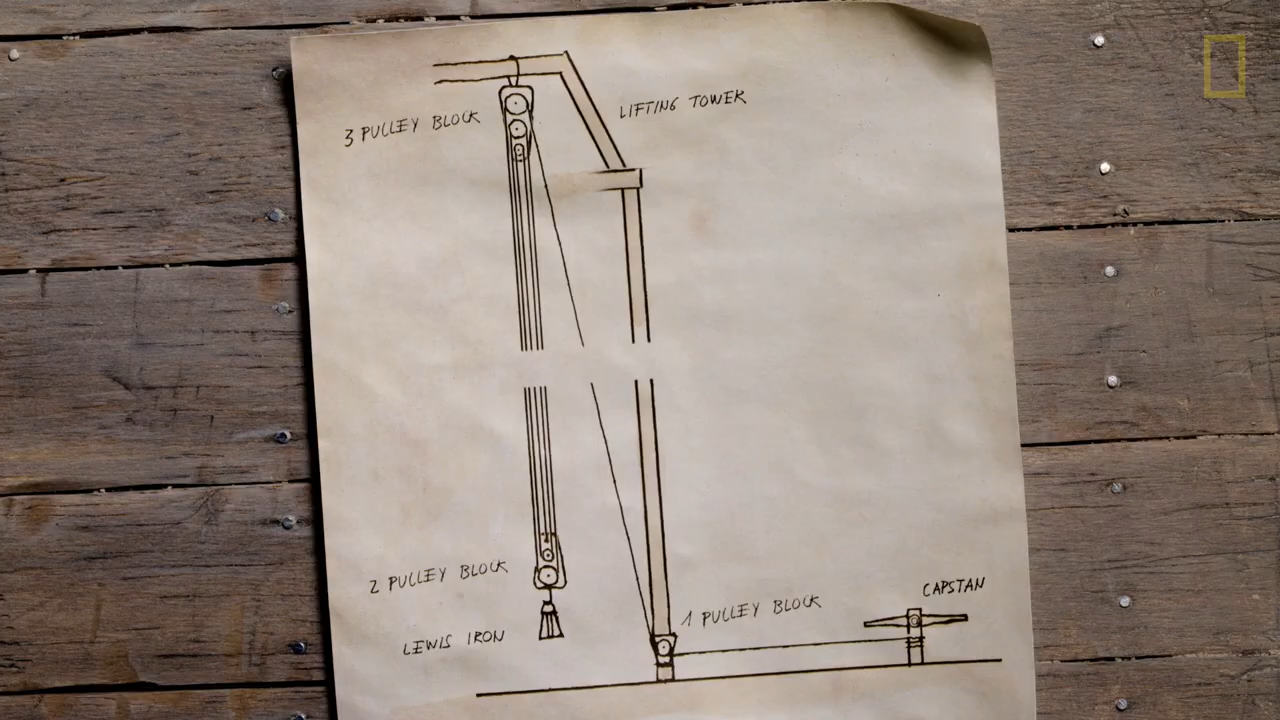 LIFTING TOWER
3 PULLEY BLOCK
2 PULLEY BLOCK
LEWIS IRON
1 PULLEY BLOCK
CAPSTAN